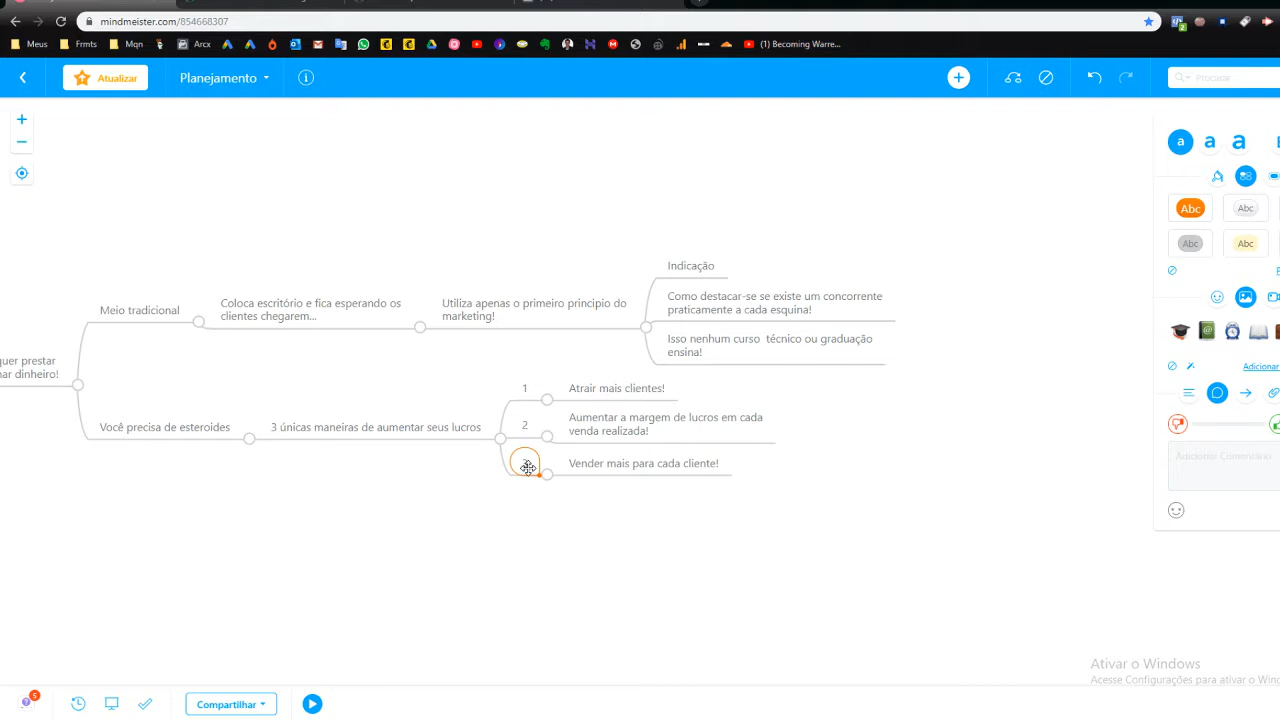 mindmeister.com/854668307
Meus
Frmts
Mqn
Arcx
(1) Becoming Warre...
Atualizar
Planejamento
Procurar
a a a
Abc
Abc
Abc
Abc
Indicação
Como destacar-se se existe um concorrente
praticamente a cada esquina!
Isso nenhum curso técnico ou graduação
ensina!
Meio tradicional
Coloca escritório e fica esperando os
clientes chegarem...
Utiliza apenas o primeiro principio do
marketing!
quer prestar
har dinheiro!
Você precisa de esteroides
3 únicas maneiras de aumentar seus lucros
1
Atrair mais clientes!
2
Aumentar a margem de lucros em cada
venda realizada!
Vender mais para cada cliente!
Adicionar
Adicionar Comentário
Ativar o Windows
Acesse Configurações para ativar o Wind
5
Compartilhar